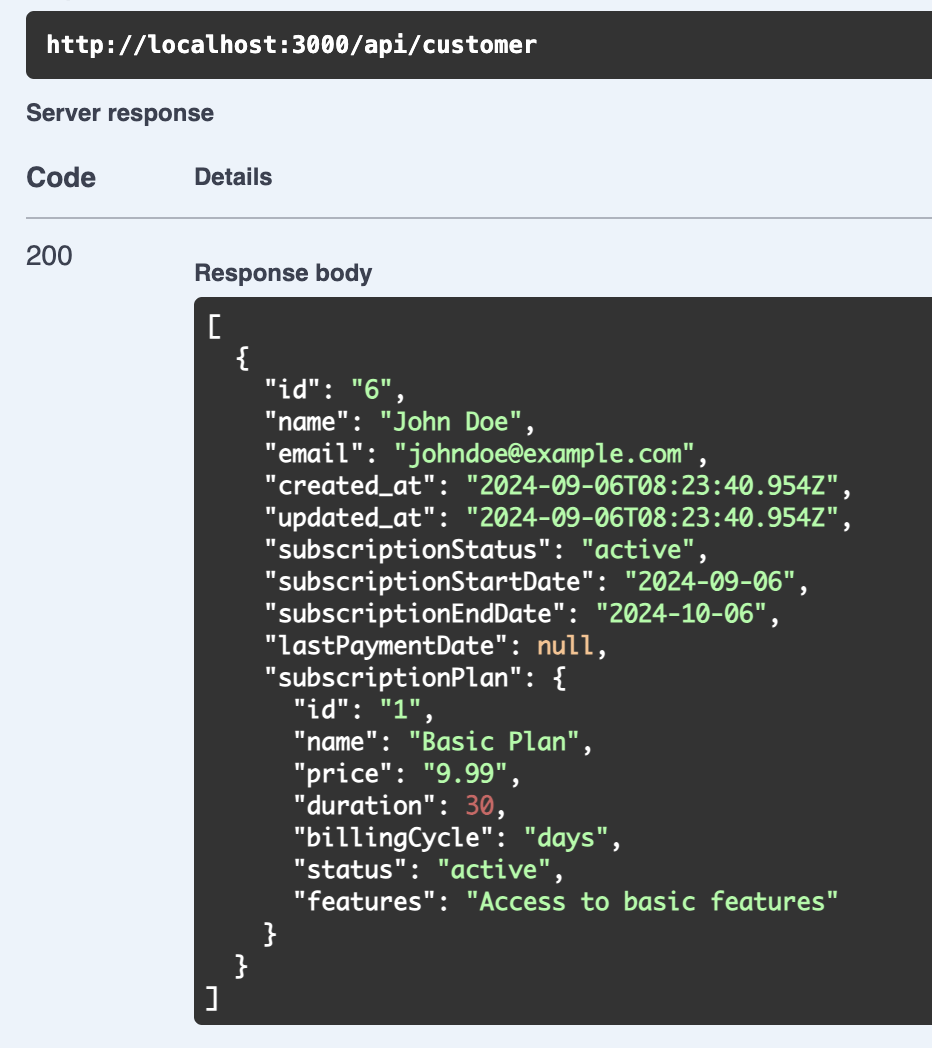 http://localhost:3000/api/customer
Server response
Code Details
200
Response body
[
  {
    "id": "6",
    "name": "John Doe",
    "email": "johndoe@example.com",
    "created_at": "2024-09-06T08:23:40.954Z",
    "updated_at": "2024-09-06T08:23:40.954Z",
    "subscriptionStatus": "active",
    "subscriptionStartDate": "2024-09-06",
    "subscriptionEndDate": "2024-10-06",
    "lastPaymentDate": null,
    "subscriptionPlan": {
      "id": "1",
      "name": "Basic Plan",
      "price": "9.99",
      "duration": 30,
      "billingCycle": "days",
      "status": "active",
      "features": "Access to basic features"
    }
  }
]